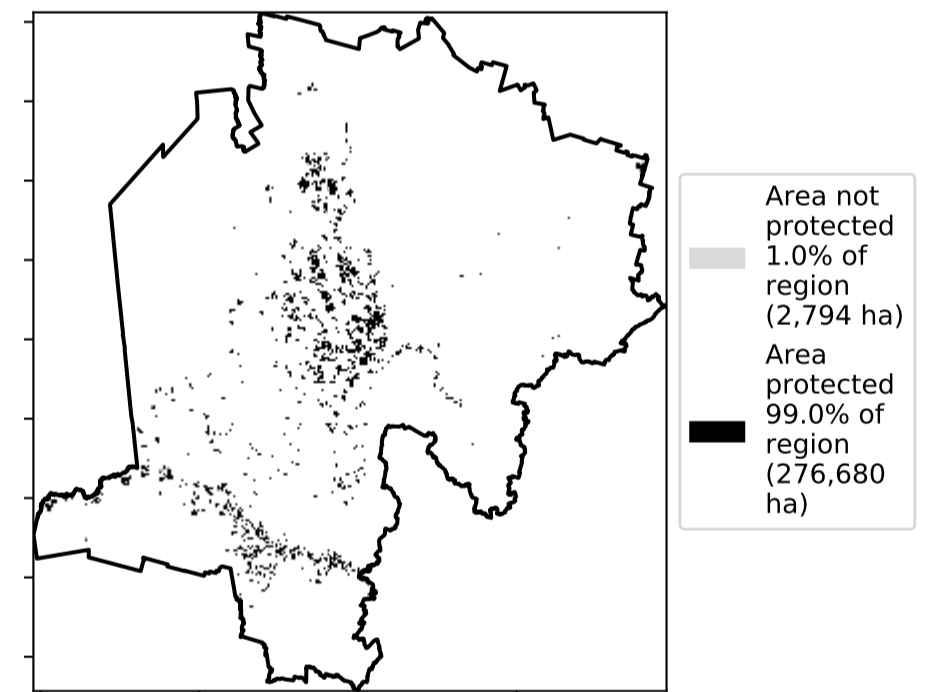 Area not
protected
1.0% of
region
(2,794 ha)
Area
protected
99.0% of
region
(276,680
ha)